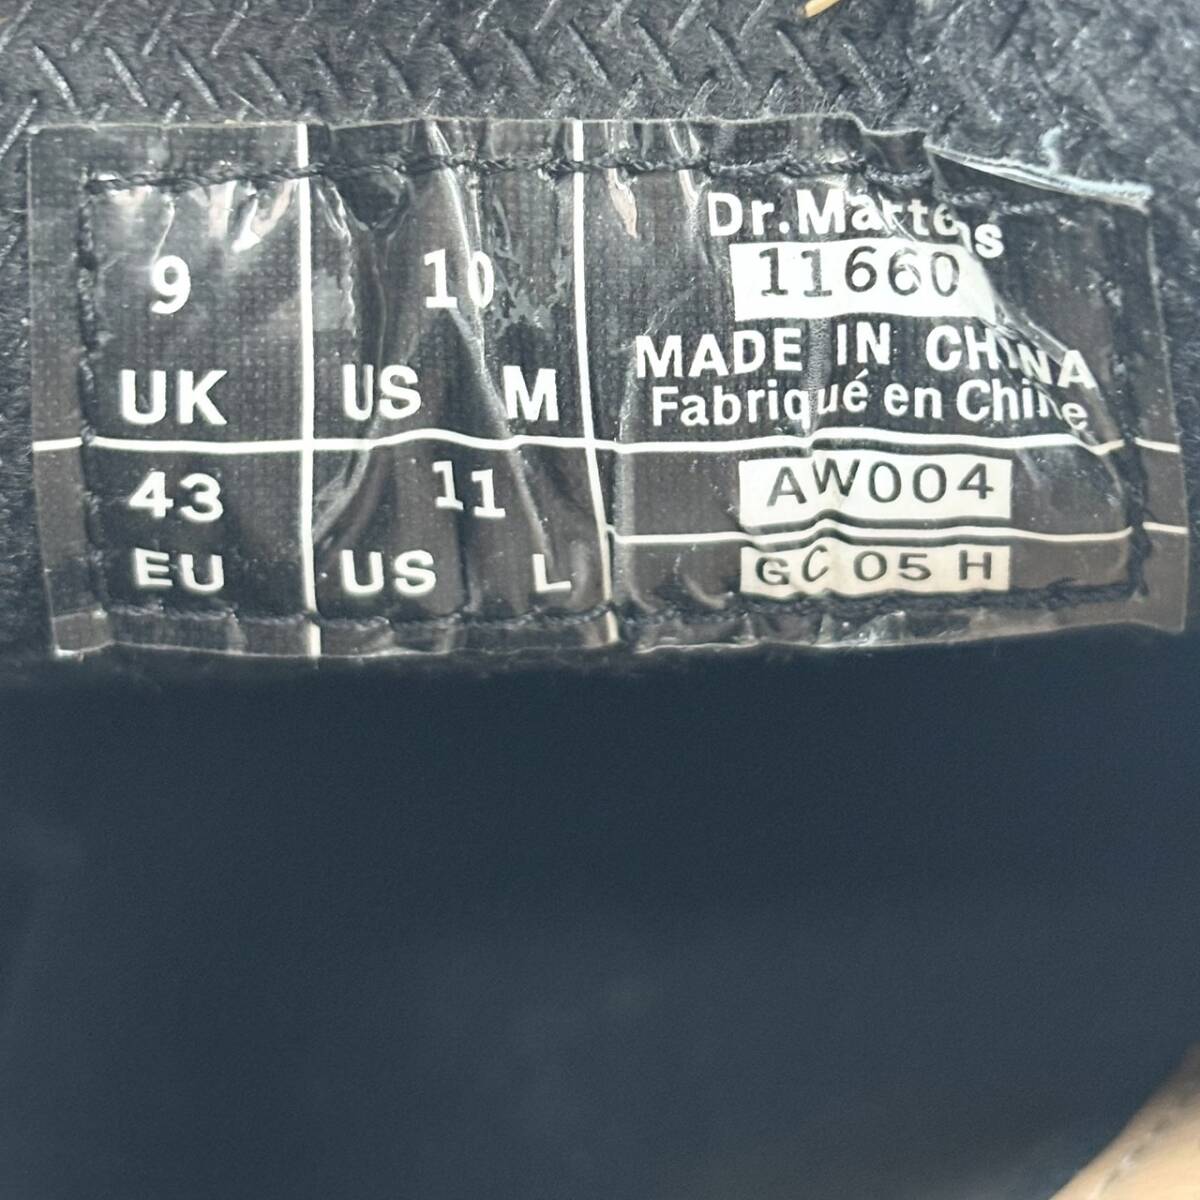 9
UK
10
US M
43
EU
11
US L
Dr.Martens
11660
MADE IN CHINA
Fabriqué en Chine
AW004
GC 05 H